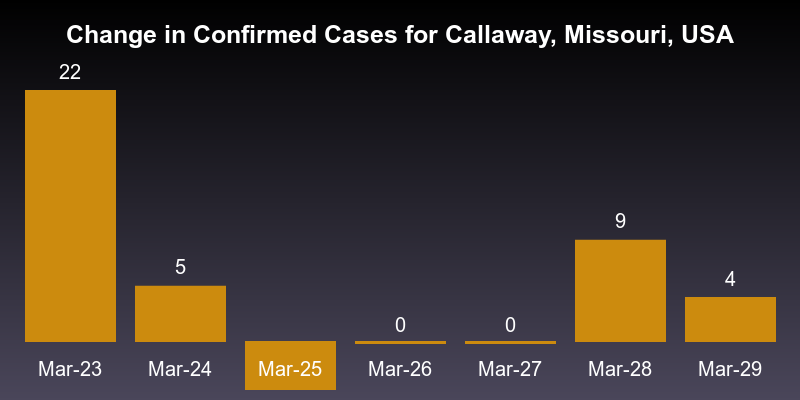 Change in Confirmed Cases for Callaway, Missouri, USA
22
5
0
0
9
4
Mar-23
Mar-24
Mar-25
Mar-26
Mar-27
Mar-28
Mar-29